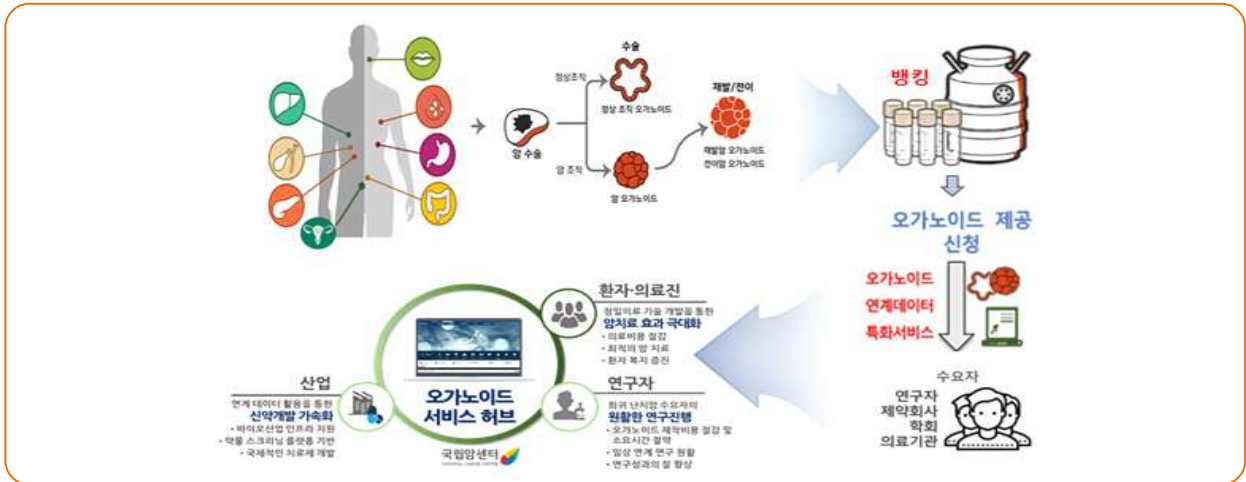 수술
정상조직
정상 조직 오가노이드
재발/전이
재발암 오가노이드
전이암 오가노이드
암 수술
암 조직
암 오가노이드
뱅킹
오가노이드 제공
신청
오가노이드
연계데이터
특화서비스
수요자
연구자
제약회사
학회
의료기관
환자·의료진
정밀의료 기술 개발을 통한
암치료 효과 극대화
• 의료비용 절감
• 최적의 암 치료
• 환자 복지 증진
산업
연계 데이터 활용을 통한
신약개발 가속화
• 바이오산업 인프라 지원
• 약물 스크리닝 플랫폼 기반
• 국제적인 치료제 개발
오가노이드
서비스 허브
국립암센터
연구자
희귀 난치암 수요자의
원활한 연구진행
• 오가노이드 제작비용 절감 및
소요시간 절약
• 임상 연계 연구 원활
• 연구성과의 질 향상